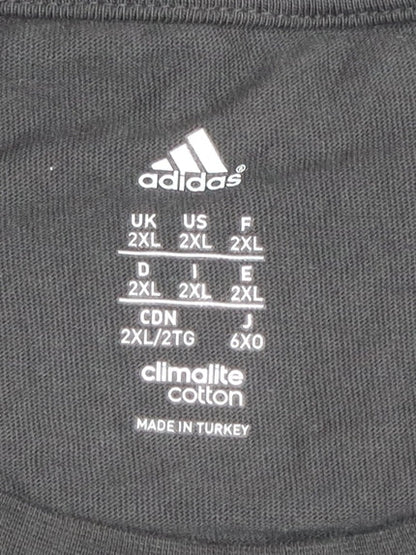 adidas®
UK US F
2XL 2XL 2XL
D I E
2XL 2XL 2XL
CDN J
2XL/2TG 6XO
climalite
cotton
MADE IN TURKEY